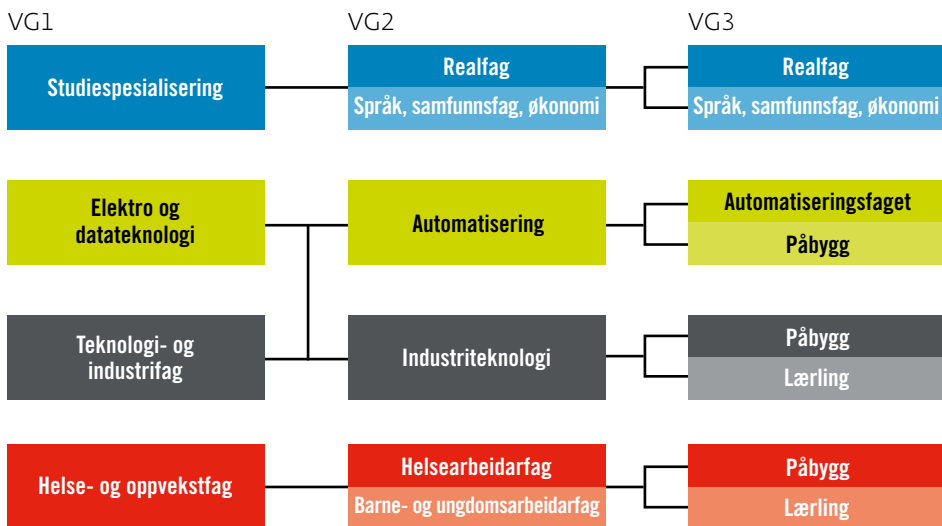 VG1
VG2
VG3
Studiespesialisering
Realfag
Språk, samfunnsfag, økonomi
Realfag
Språk, samfunnsfag, økonomi
Elektro og
datateknologi
Automatisering
Automatiseringsfaget
Påbygg
Teknologi- og
industrifag
Industriteknologi
Påbygg
Lærling
Helse- og oppvekstfag
Helsearbeidarfag
Barne- og ungdomsarbeidarfag
Påbygg
Lærling